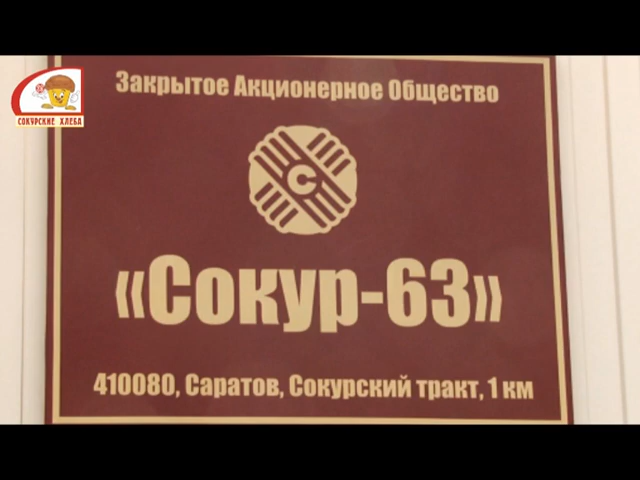 СОКУРСКИЕ ХЛЕБА
Закрытое Акционерное Общество
С
«Сокур-63»
410080, Саратов, Сокурский тракт, 1 км